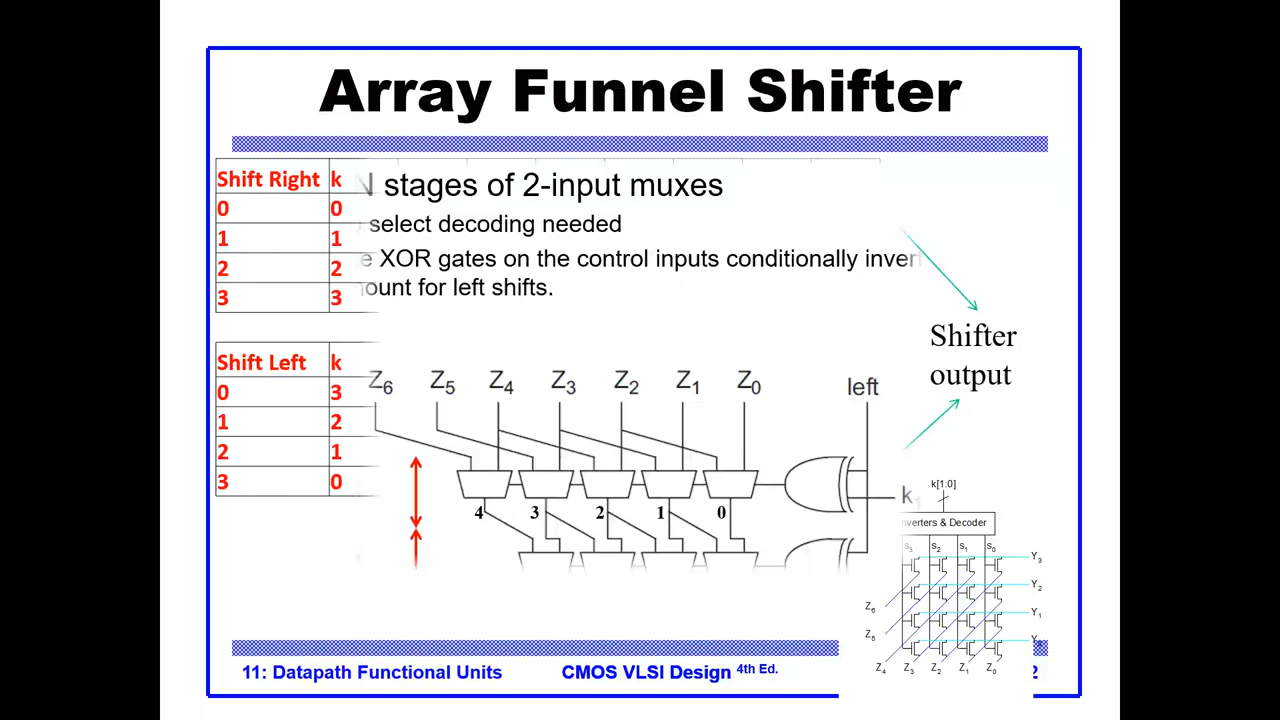 Array Funnel Shifter
Shift Right k
0 0
1 1
2 2
3 3
N stages of 2-input muxes
select decoding needed
XOR gates on the control inputs conditionally invert
for left shifts.
Shift Left k
0 3
1 2
2 1
3 0
Z6 Z5 Z4 Z3 Z2 Z1 Z0 left
Shifter
output
k1
4 3 2 1 0
k[1:0]
nverters & Decoder
s3 s2 s1 s0
Y3
Y2
Z6
Y1
Z5
Z4 Z3 Z2 Z1 Z0
11: Datapath Functional Units CMOS VLSI Design 4th Ed. 2